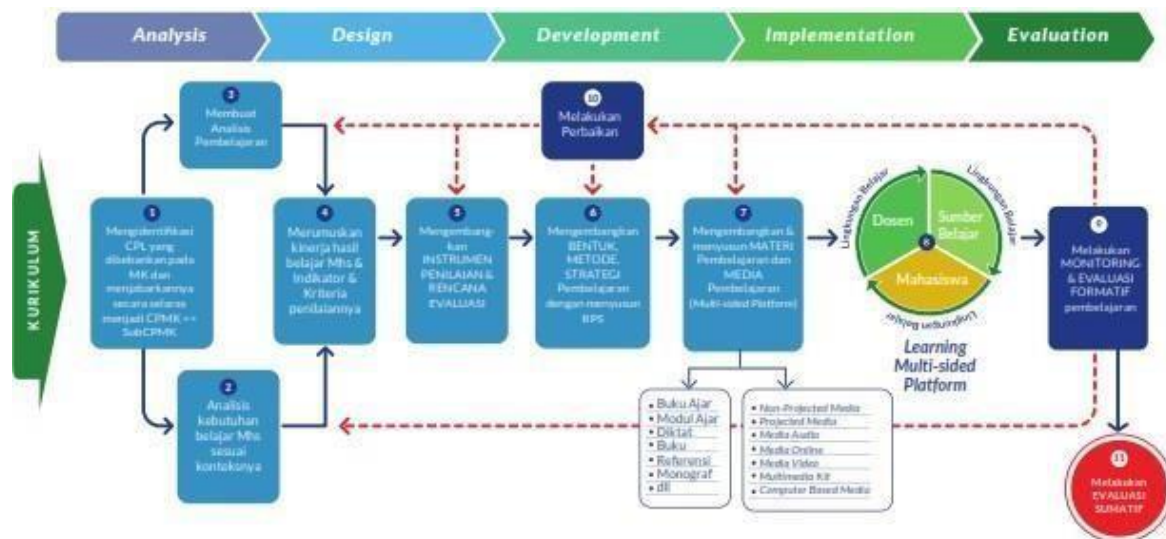 Analysis
Design
Development
Implementation
Evaluation
KURIKULUM
1
Mengidentifikasi
CPL yang
dibebankan pada
MK dan
menjabarkannya
secara selaras
menjadi CPMK ==
SubCPMK
3
Membuat
Analisis
Pembelajaran
2
Analisis
kebutuhan
belajar Mhs
sesuai
konteksnya
4
Merumuskan
kinerja hasil
belajar Mhs &
Indikator &
Kriteria
penilaiannya
5
Mengembang-
kan
INSTRUMEN
PENILAIAN &
RENCANA
EVALUASI
10
Melakukan
Perbaikan
6
Mengembangkan
BENTUK,
METODE,
STRATEGI
Pembelajaran
dengan menyusun
RPS
7
Mengembangkan &
menyusun MATERI
Pembelajaran dan
MEDIA
Pembelajaran
(Multi-sided Platform)
• Buku Ajar
• Modul Ajar
• Diktat
• Buku
• Referensi
• Monograf
• dll
• Non-Projected Media
• Projected Media
• Media Audio
• Media Online
• Media Video
• Multimedia Kit
• Computer Based Media
Lingkungan Belajar
Lingkungan Belajar
Lingkungan Belajar
Dosen
Sumber
Belajar
8
Mahasiswa
Learning
Multi-sided
Platform
9
Melakukan
MONITORING
& EVALUASI
FORMATIF
pembelajaran
11
Melakukan
EVALUASI
SUMATIF